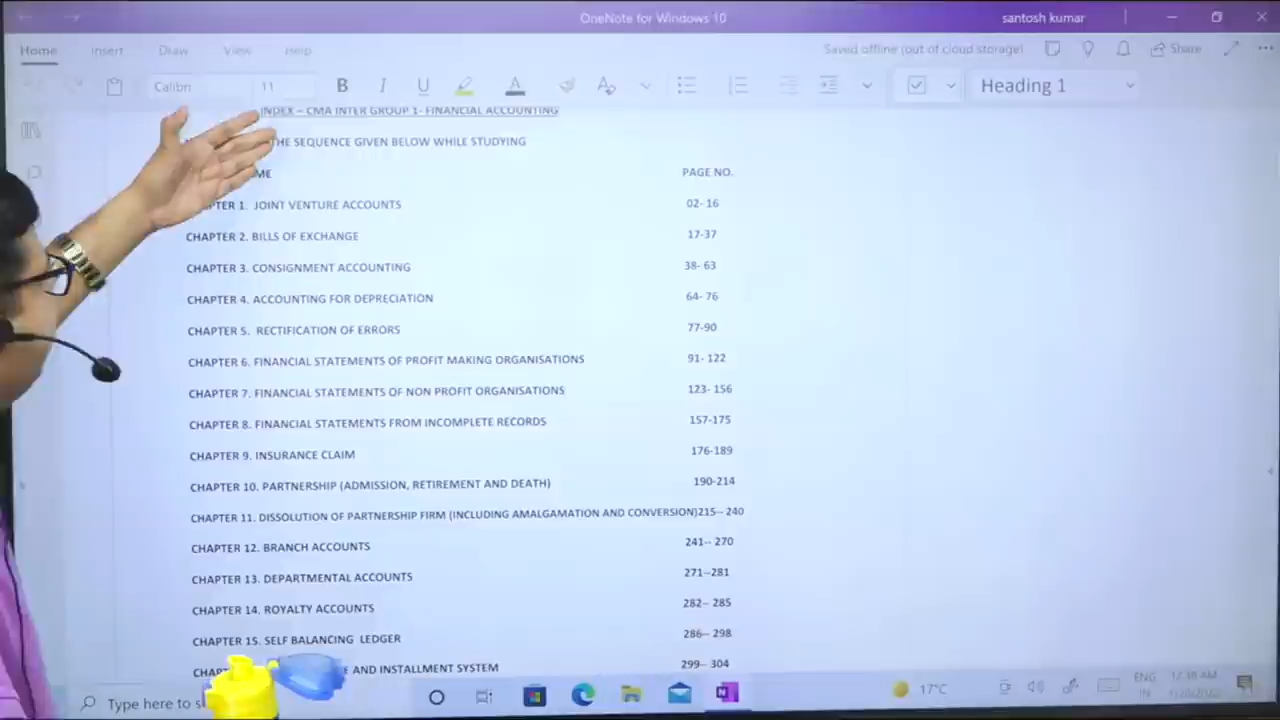 OneNote for Windows 10
santosh kumar
Home Insert Draw View Help
Saved offline (out of cloud storage)
Share
Calibri 11 B I U A Heading 1
INDEX – CMA INTER GROUP 1- FINANCIAL ACCOUNTING
THE SEQUENCE GIVEN BELOW WHILE STUDYING
ME PAGE NO.
PTER 1. JOINT VENTURE ACCOUNTS 02- 16
CHAPTER 2. BILLS OF EXCHANGE 17-37
CHAPTER 3. CONSIGNMENT ACCOUNTING 38- 63
CHAPTER 4. ACCOUNTING FOR DEPRECIATION 64- 76
CHAPTER 5. RECTIFICATION OF ERRORS 77-90
CHAPTER 6. FINANCIAL STATEMENTS OF PROFIT MAKING ORGANISATIONS 91- 122
CHAPTER 7. FINANCIAL STATEMENTS OF NON PROFIT ORGANISATIONS 123- 156
CHAPTER 8. FINANCIAL STATEMENTS FROM INCOMPLETE RECORDS 157-175
CHAPTER 9. INSURANCE CLAIM 176-189
CHAPTER 10. PARTNERSHIP (ADMISSION, RETIREMENT AND DEATH) 190-214
CHAPTER 11. DISSOLUTION OF PARTNERSHIP FIRM (INCLUDING AMALGAMATION AND CONVERSION)215-- 240
CHAPTER 12. BRANCH ACCOUNTS 241-- 270
CHAPTER 13. DEPARTMENTAL ACCOUNTS 271--281
CHAPTER 14. ROYALTY ACCOUNTS 282-- 285
CHAPTER 15. SELF BALANCING LEDGER 286-- 298
CHAP E AND INSTALLMENT SYSTEM 299-- 304
Type here to s
17°C
ENG
IN